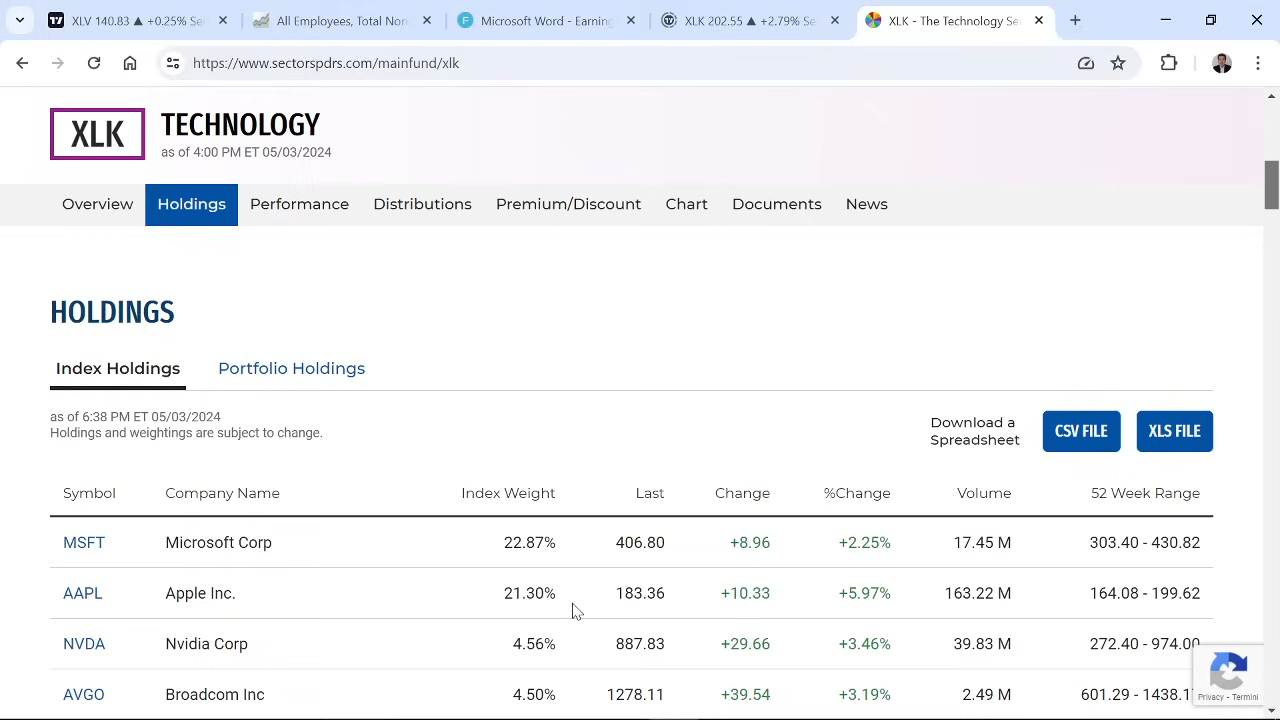 XLV 140.83 ▲ +0.25% Se
All Employees, Total Non
Microsoft Word - Earning
XLK 202.55 ▲ +2.79% Se
XLK - The Technology Se
https://www.sectorspdrs.com/mainfund/xlk
XLK
TECHNOLOGY
as of 4:00 PM ET 05/03/2024
Overview Holdings Performance Distributions Premium/Discount Chart Documents News
HOLDINGS
Index Holdings Portfolio Holdings
as of 6:38 PM ET 05/03/2024
Holdings and weightings are subject to change.
Download a
Spreadsheet
CSV FILE
XLS FILE
Symbol Company Name Index Weight Last Change %Change Volume 52 Week Range
MSFT Microsoft Corp 22.87% 406.80 +8.96 +2.25% 17.45 M 303.40 - 430.82
AAPL Apple Inc. 21.30% 183.36 +10.33 +5.97% 163.22 M 164.08 - 199.62
NVDA Nvidia Corp 4.56% 887.83 +29.66 +3.46% 39.83 M 272.40 - 974.00
AVGO Broadcom Inc 4.50% 1278.11 +39.54 +3.19% 2.49 M 601.29 - 1438.1
Privacy - Termini